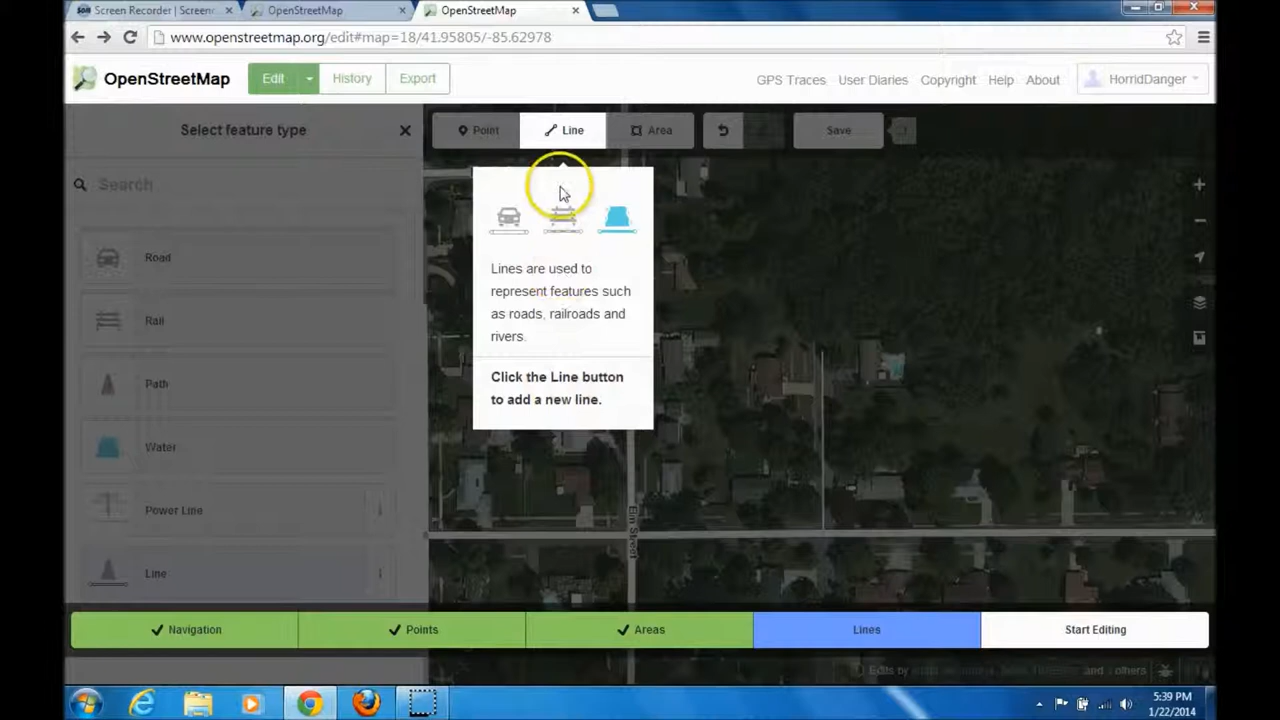 Screen Recorder | Screen
OpenStreetMap
OpenStreetMap
www.openstreetmap.org/edit#map=18/41.95805/-85.62978
OpenStreetMap
Edit
History
Export
GPS Traces
User Diaries
Copyright
Help
About
HorridDanger
Select feature type
Point
Line
Area
Save
Search
Road
Rail
Path
Water
Power Line
Line
Lines are used to
represent features such
as roads, railroads and
rivers.
Click the Line button
to add a new line.
Elm Street
Navigation
Points
Areas
Lines
Start Editing
Edits by
and
others
5:39 PM
1/22/2014